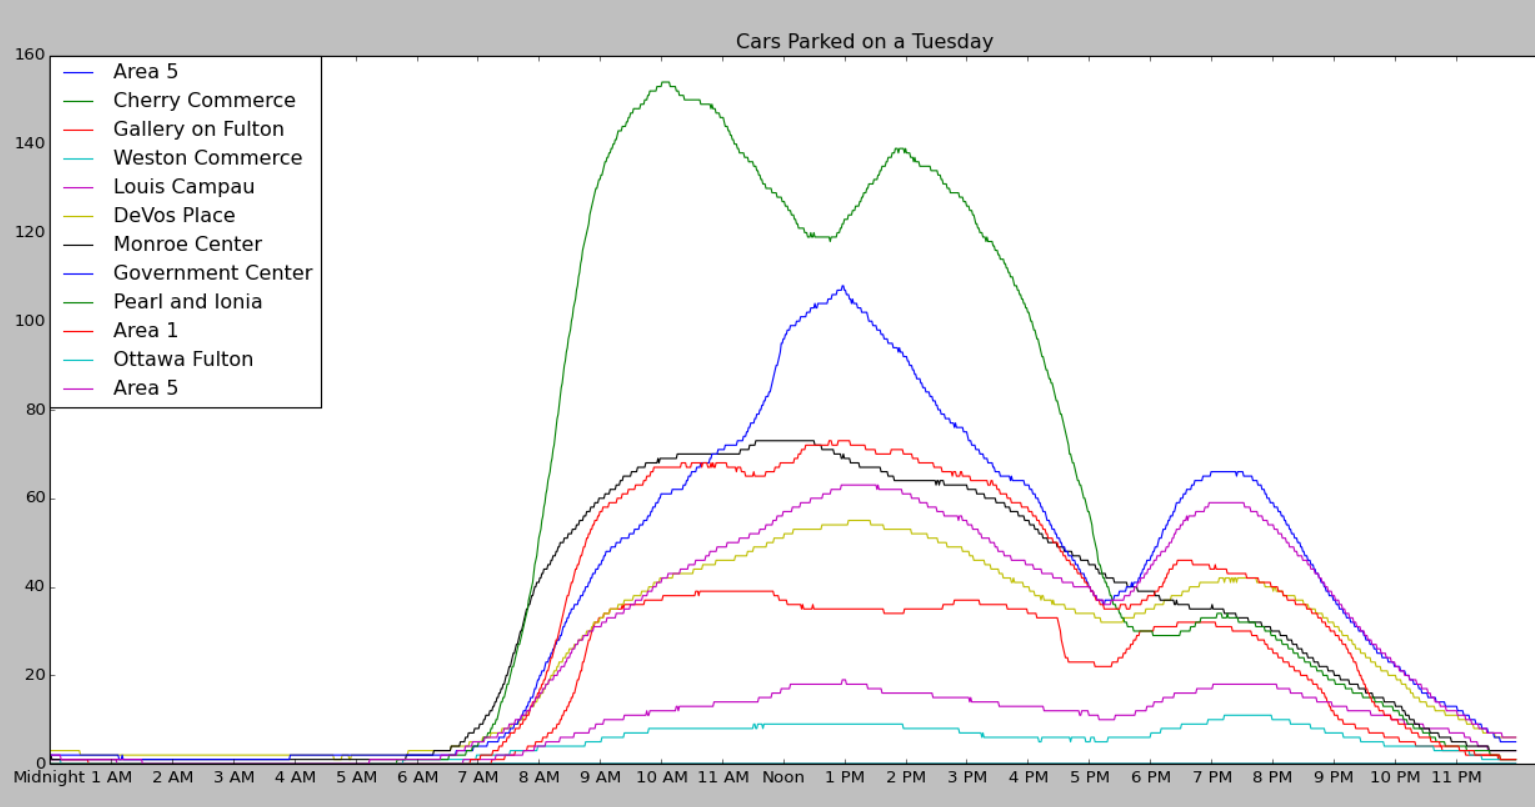 Cars Parked on a Tuesday
160
140
120
100
80
60
40
20
0
Area 5
Cherry Commerce
Gallery on Fulton
Weston Commerce
Louis Campau
DeVos Place
Monroe Center
Government Center
Pearl and Ionia
Area 1
Ottawa Fulton
Area 5
Midnight 1 AM 2 AM 3 AM 4 AM 5 AM 6 AM 7 AM 8 AM 9 AM 10 AM 11 AM Noon 1 PM 2 PM 3 PM 4 PM 5 PM 6 PM 7 PM 8 PM 9 PM 10 PM 11 PM